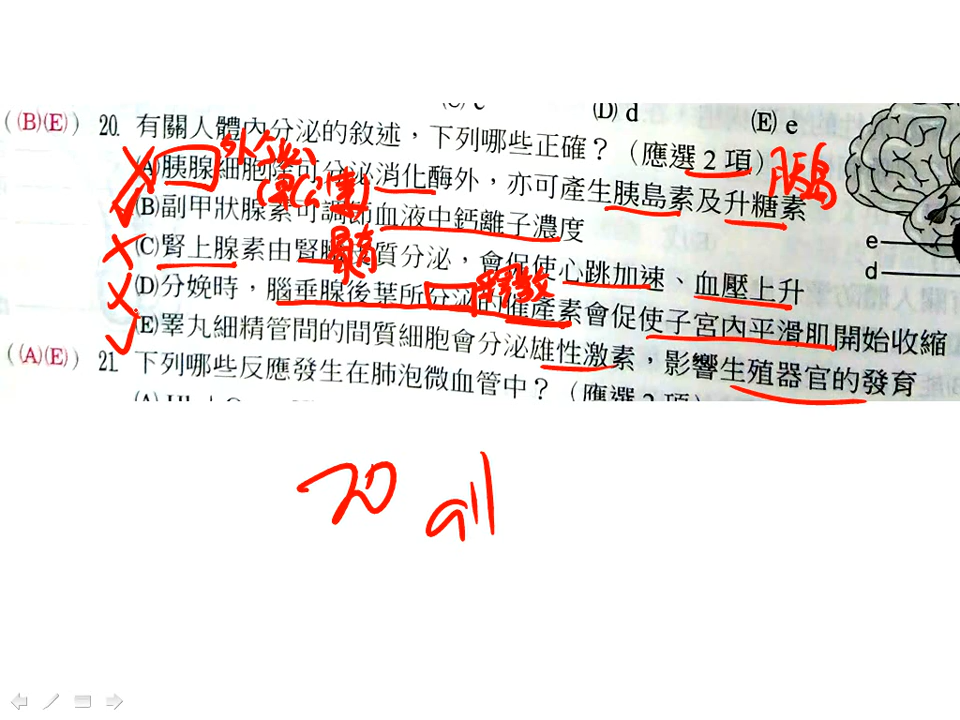 (C) c
(D) d
(E) e
((B)(E)) 20. 有關人體內分泌的敘述，下列哪些正確？（應選2項）
外分泌
胰島
(A)胰腺細胞除可分泌消化酶外，亦可產生胰島素及升糖素
(B)副甲狀腺素可調節血液中鈣離子濃度
(C)腎上腺素由腎腺質分泌，會促使心跳加速、血壓上升
髓
釋放
(D)分娩時，腦垂腺後葉所分泌的催產素會促使子宮內平滑肌開始收縮
(E)睪丸細精管間的間質細胞會分泌雄性激素，影響生殖器官的發育
e
d
((A)(E)) 21. 下列哪些反應發生在肺泡微血管中？（應選2項）
20 all